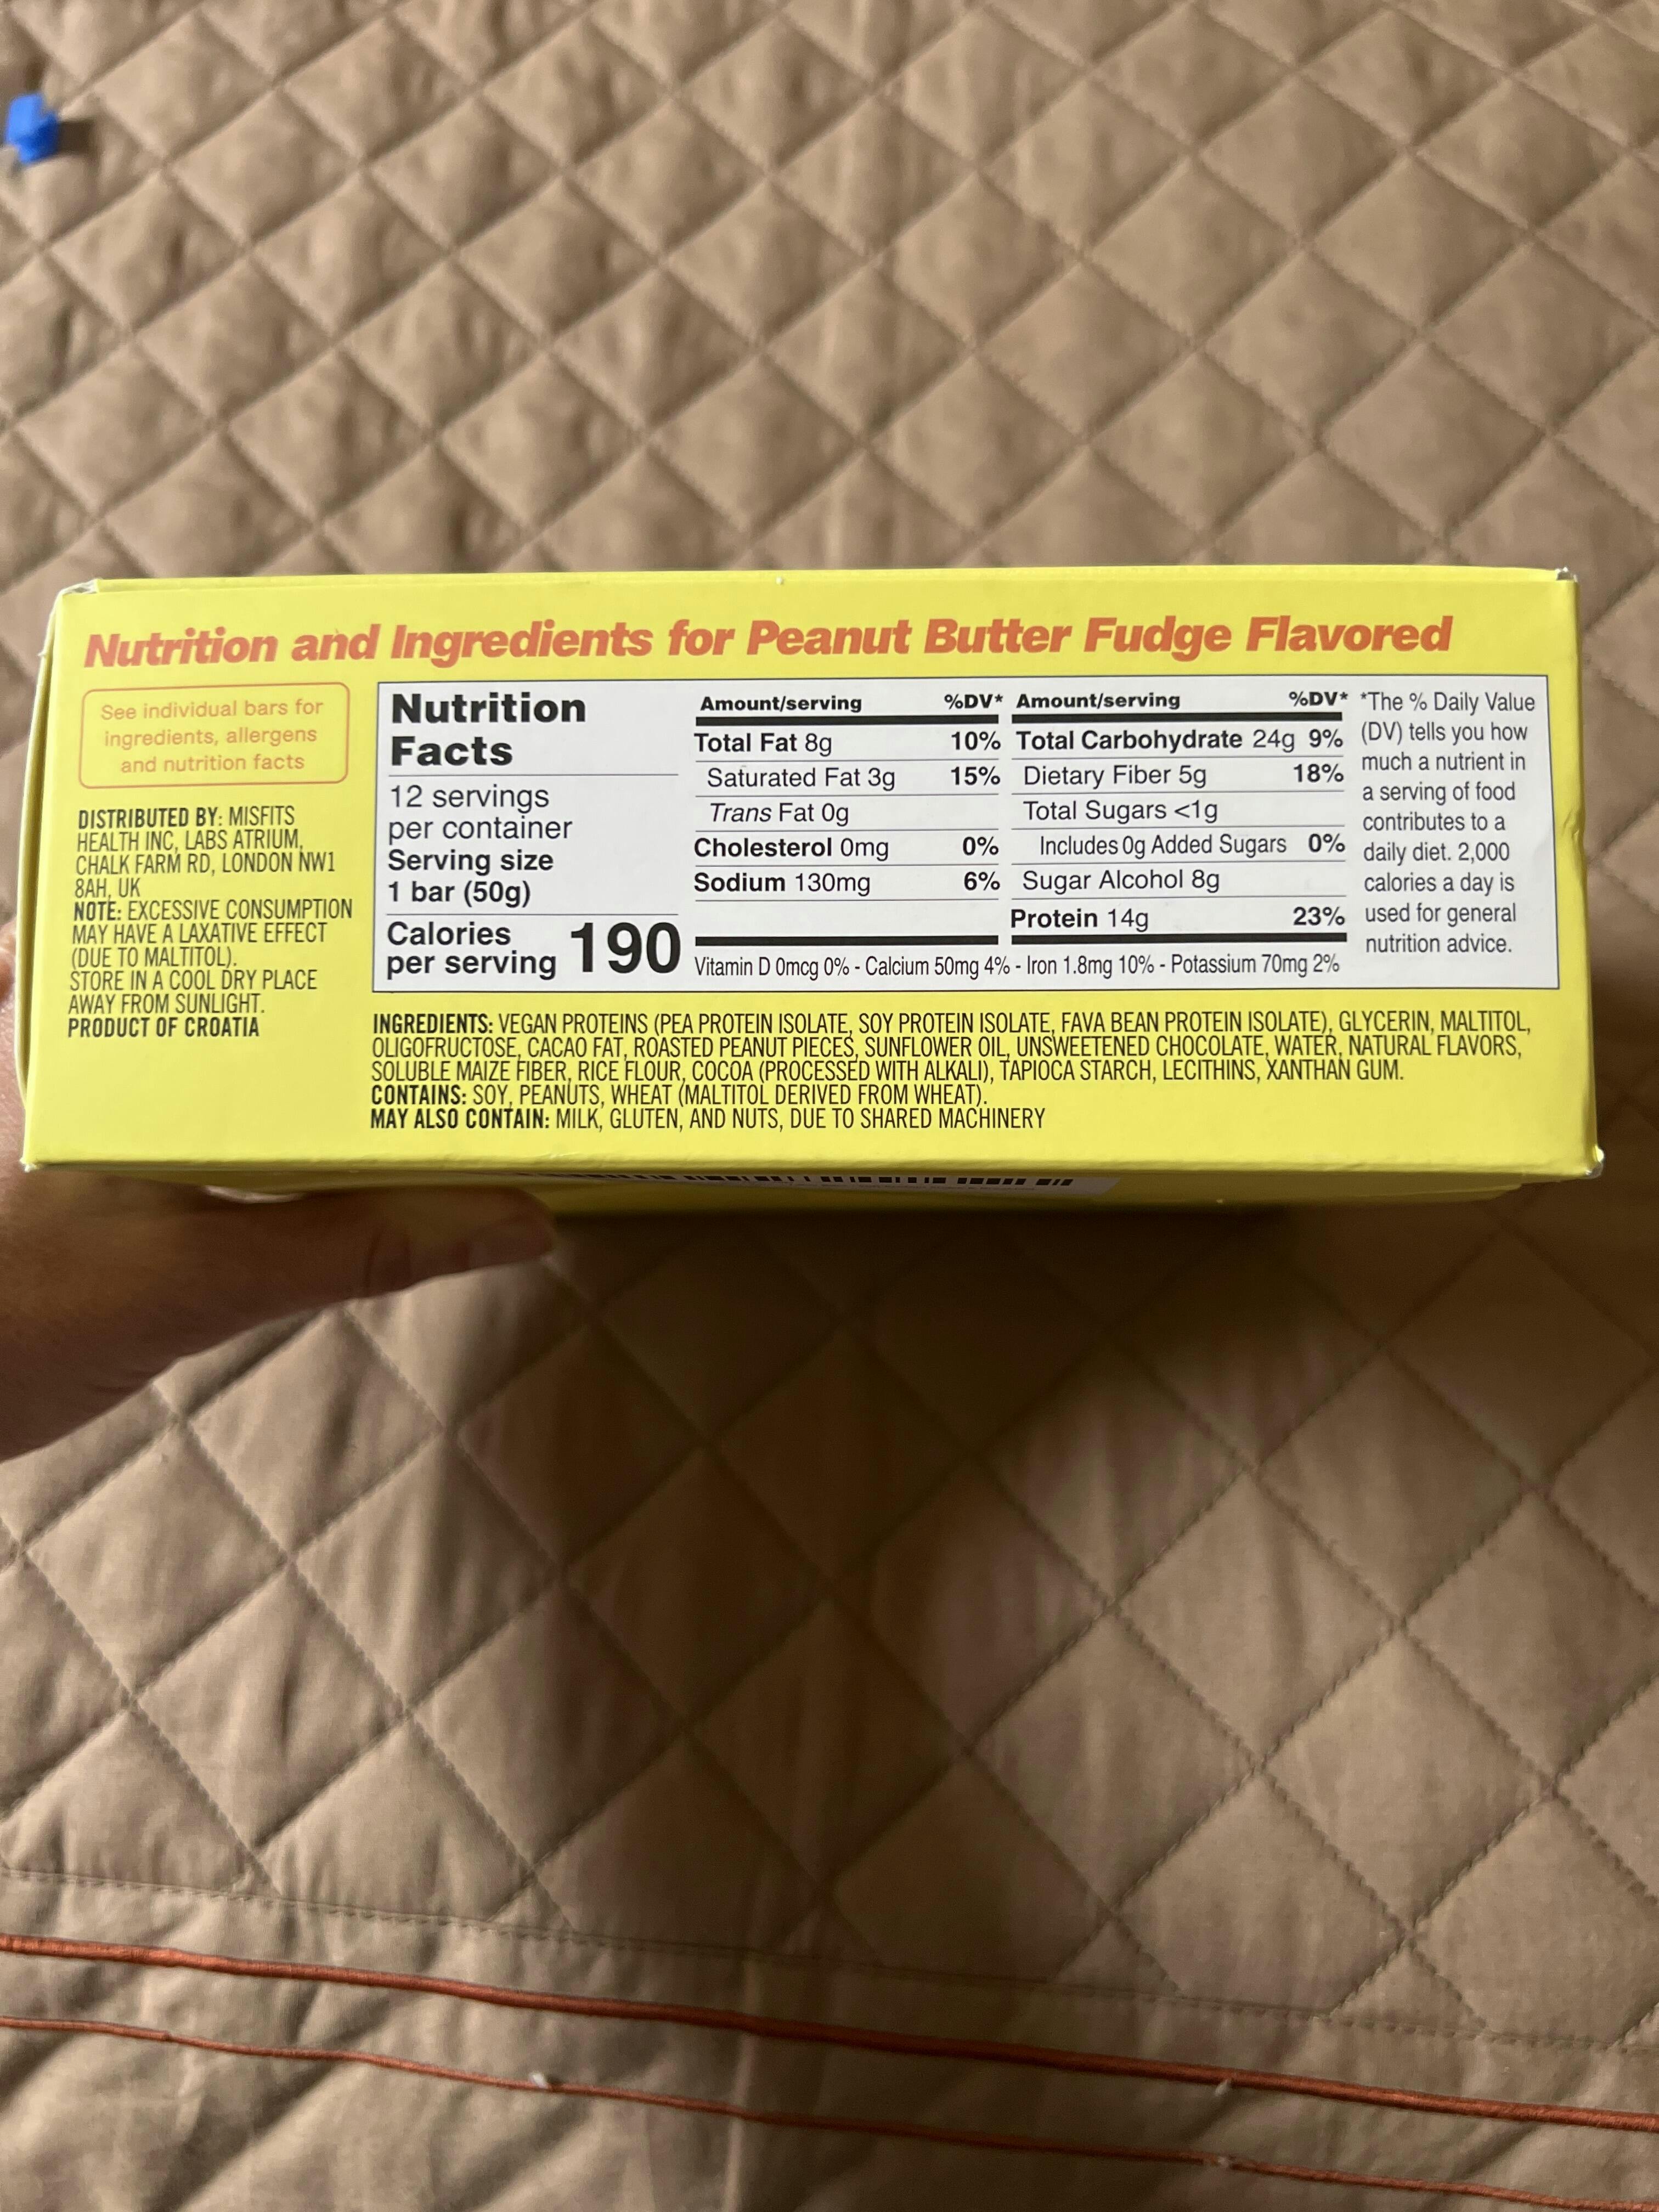 Nutrition and Ingredients for Peanut Butter Fudge Flavored
See individual bars for
ingredients, allergens
and nutrition facts
DISTRIBUTED BY: MISFITS
HEALTH INC, LABS ATRIUM,
CHALK FARM RD, LONDON NW1
8AH, UK
NOTE: EXCESSIVE CONSUMPTION
MAY HAVE A LAXATIVE EFFECT
(DUE TO MALTITOL).
STORE IN A COOL DRY PLACE
AWAY FROM SUNLIGHT.
PRODUCT OF CROATIA
Nutrition
Facts
12 servings
per container
Serving size
1 bar (50g)
Calories
per serving 190
Amount/serving %DV*
Total Fat 8g 10%
Saturated Fat 3g 15%
Trans Fat 0g
Cholesterol 0mg 0%
Sodium 130mg 6%
Amount/serving %DV*
Total Carbohydrate 24g 9%
Dietary Fiber 5g 18%
Total Sugars <1g
Includes 0g Added Sugars 0%
Sugar Alcohol 8g
Protein 14g 23%
Vitamin D 0mcg 0% - Calcium 50mg 4% - Iron 1.8mg 10% - Potassium 70mg 2%
*The % Daily Value
(DV) tells you how
much a nutrient in
a serving of food
contributes to a
daily diet. 2,000
calories a day is
used for general
nutrition advice.
INGREDIENTS: VEGAN PROTEINS (PEA PROTEIN ISOLATE, SOY PROTEIN ISOLATE, FAVA BEAN PROTEIN ISOLATE), GLYCERIN, MALTITOL,
OLIGOFRUCTOSE, CACAO FAT, ROASTED PEANUT PIECES, SUNFLOWER OIL, UNSWEETENED CHOCOLATE, WATER, NATURAL FLAVORS,
SOLUBLE MAIZE FIBER, RICE FLOUR, COCOA (PROCESSED WITH ALKALI), TAPIOCA STARCH, LECITHINS, XANTHAN GUM.
CONTAINS: SOY, PEANUTS, WHEAT (MALTITOL DERIVED FROM WHEAT).
MAY ALSO CONTAIN: MILK, GLUTEN, AND NUTS, DUE TO SHARED MACHINERY